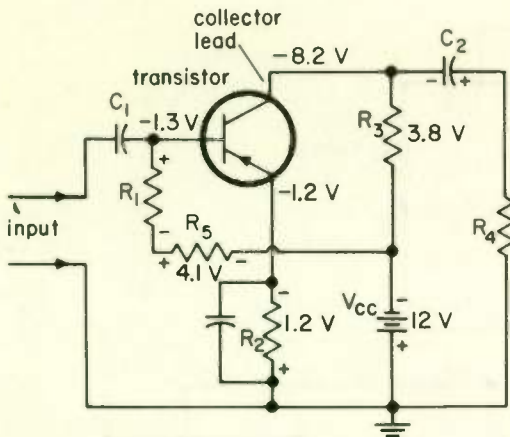 collector
lead
−8.2 V
C2
− +
transistor
C1
−1.3 V
R3
3.8 V
+
R1
−
−1.2 V
input
R5
+ −
4.1 V
R4
−
R2
1.2 V
+
VCC
−
12 V
+